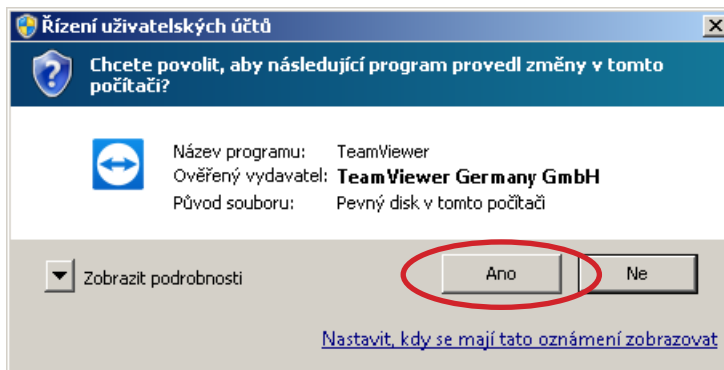 Řízení uživatelských účtů
Chcete povolit, aby následující program provedl změny v tomto
počítači?
Název programu: TeamViewer
Ověřený vydavatel: TeamViewer Germany GmbH
Původ souboru: Pevný disk v tomto počítači
Zobrazit podrobnosti
Ano
Ne
Nastavit, kdy se mají tato oznámení zobrazovat